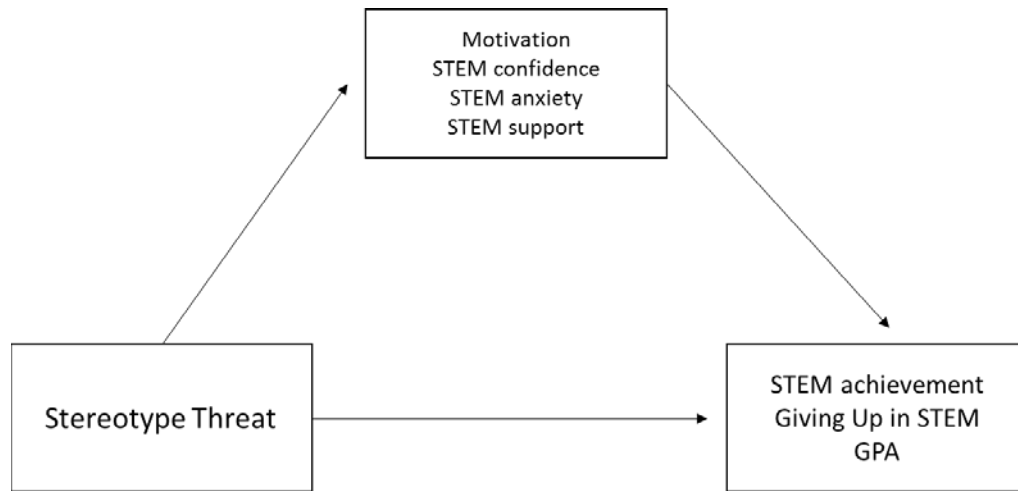 Motivation
STEM confidence
STEM anxiety
STEM support
Stereotype Threat
STEM achievement
Giving Up in STEM
GPA